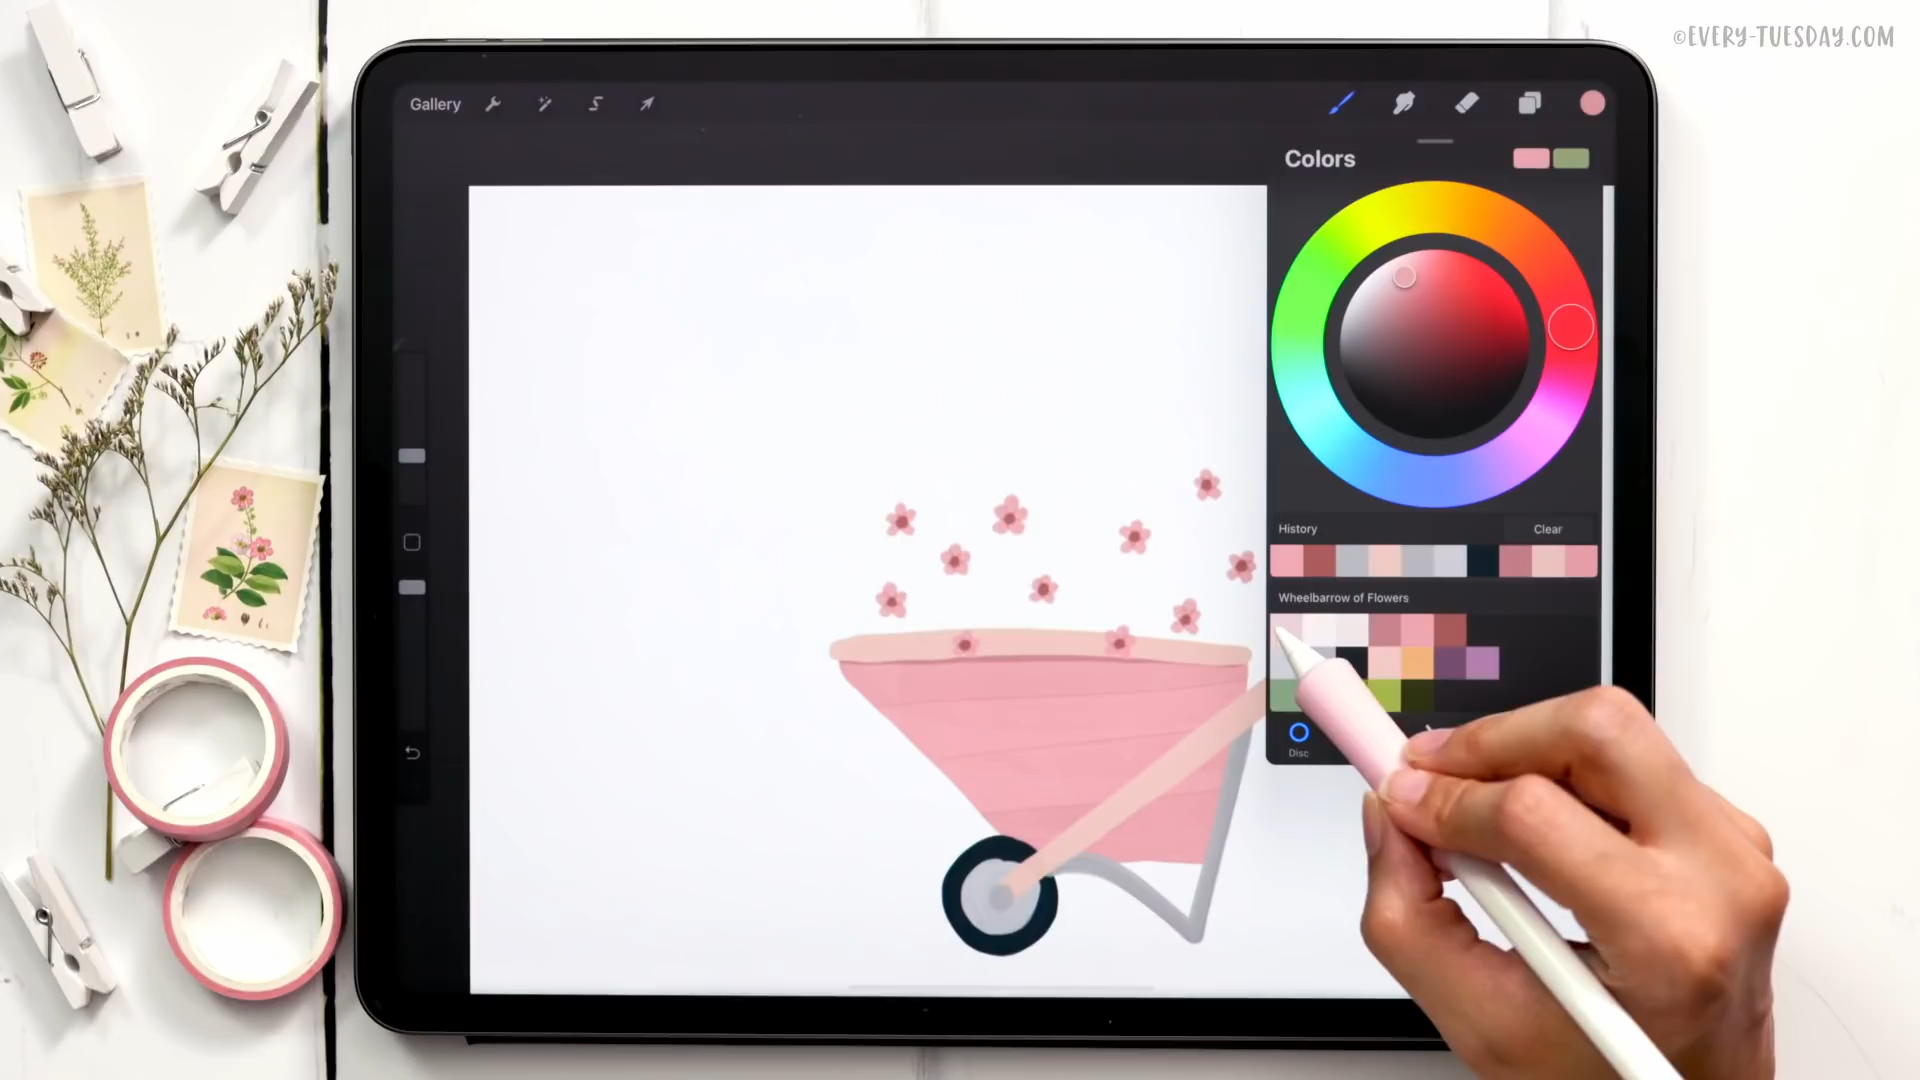 ©EVERY-TUESDAY.COM
Gallery
Colors
History Clear
Wheelbarrow of Flowers
Disc